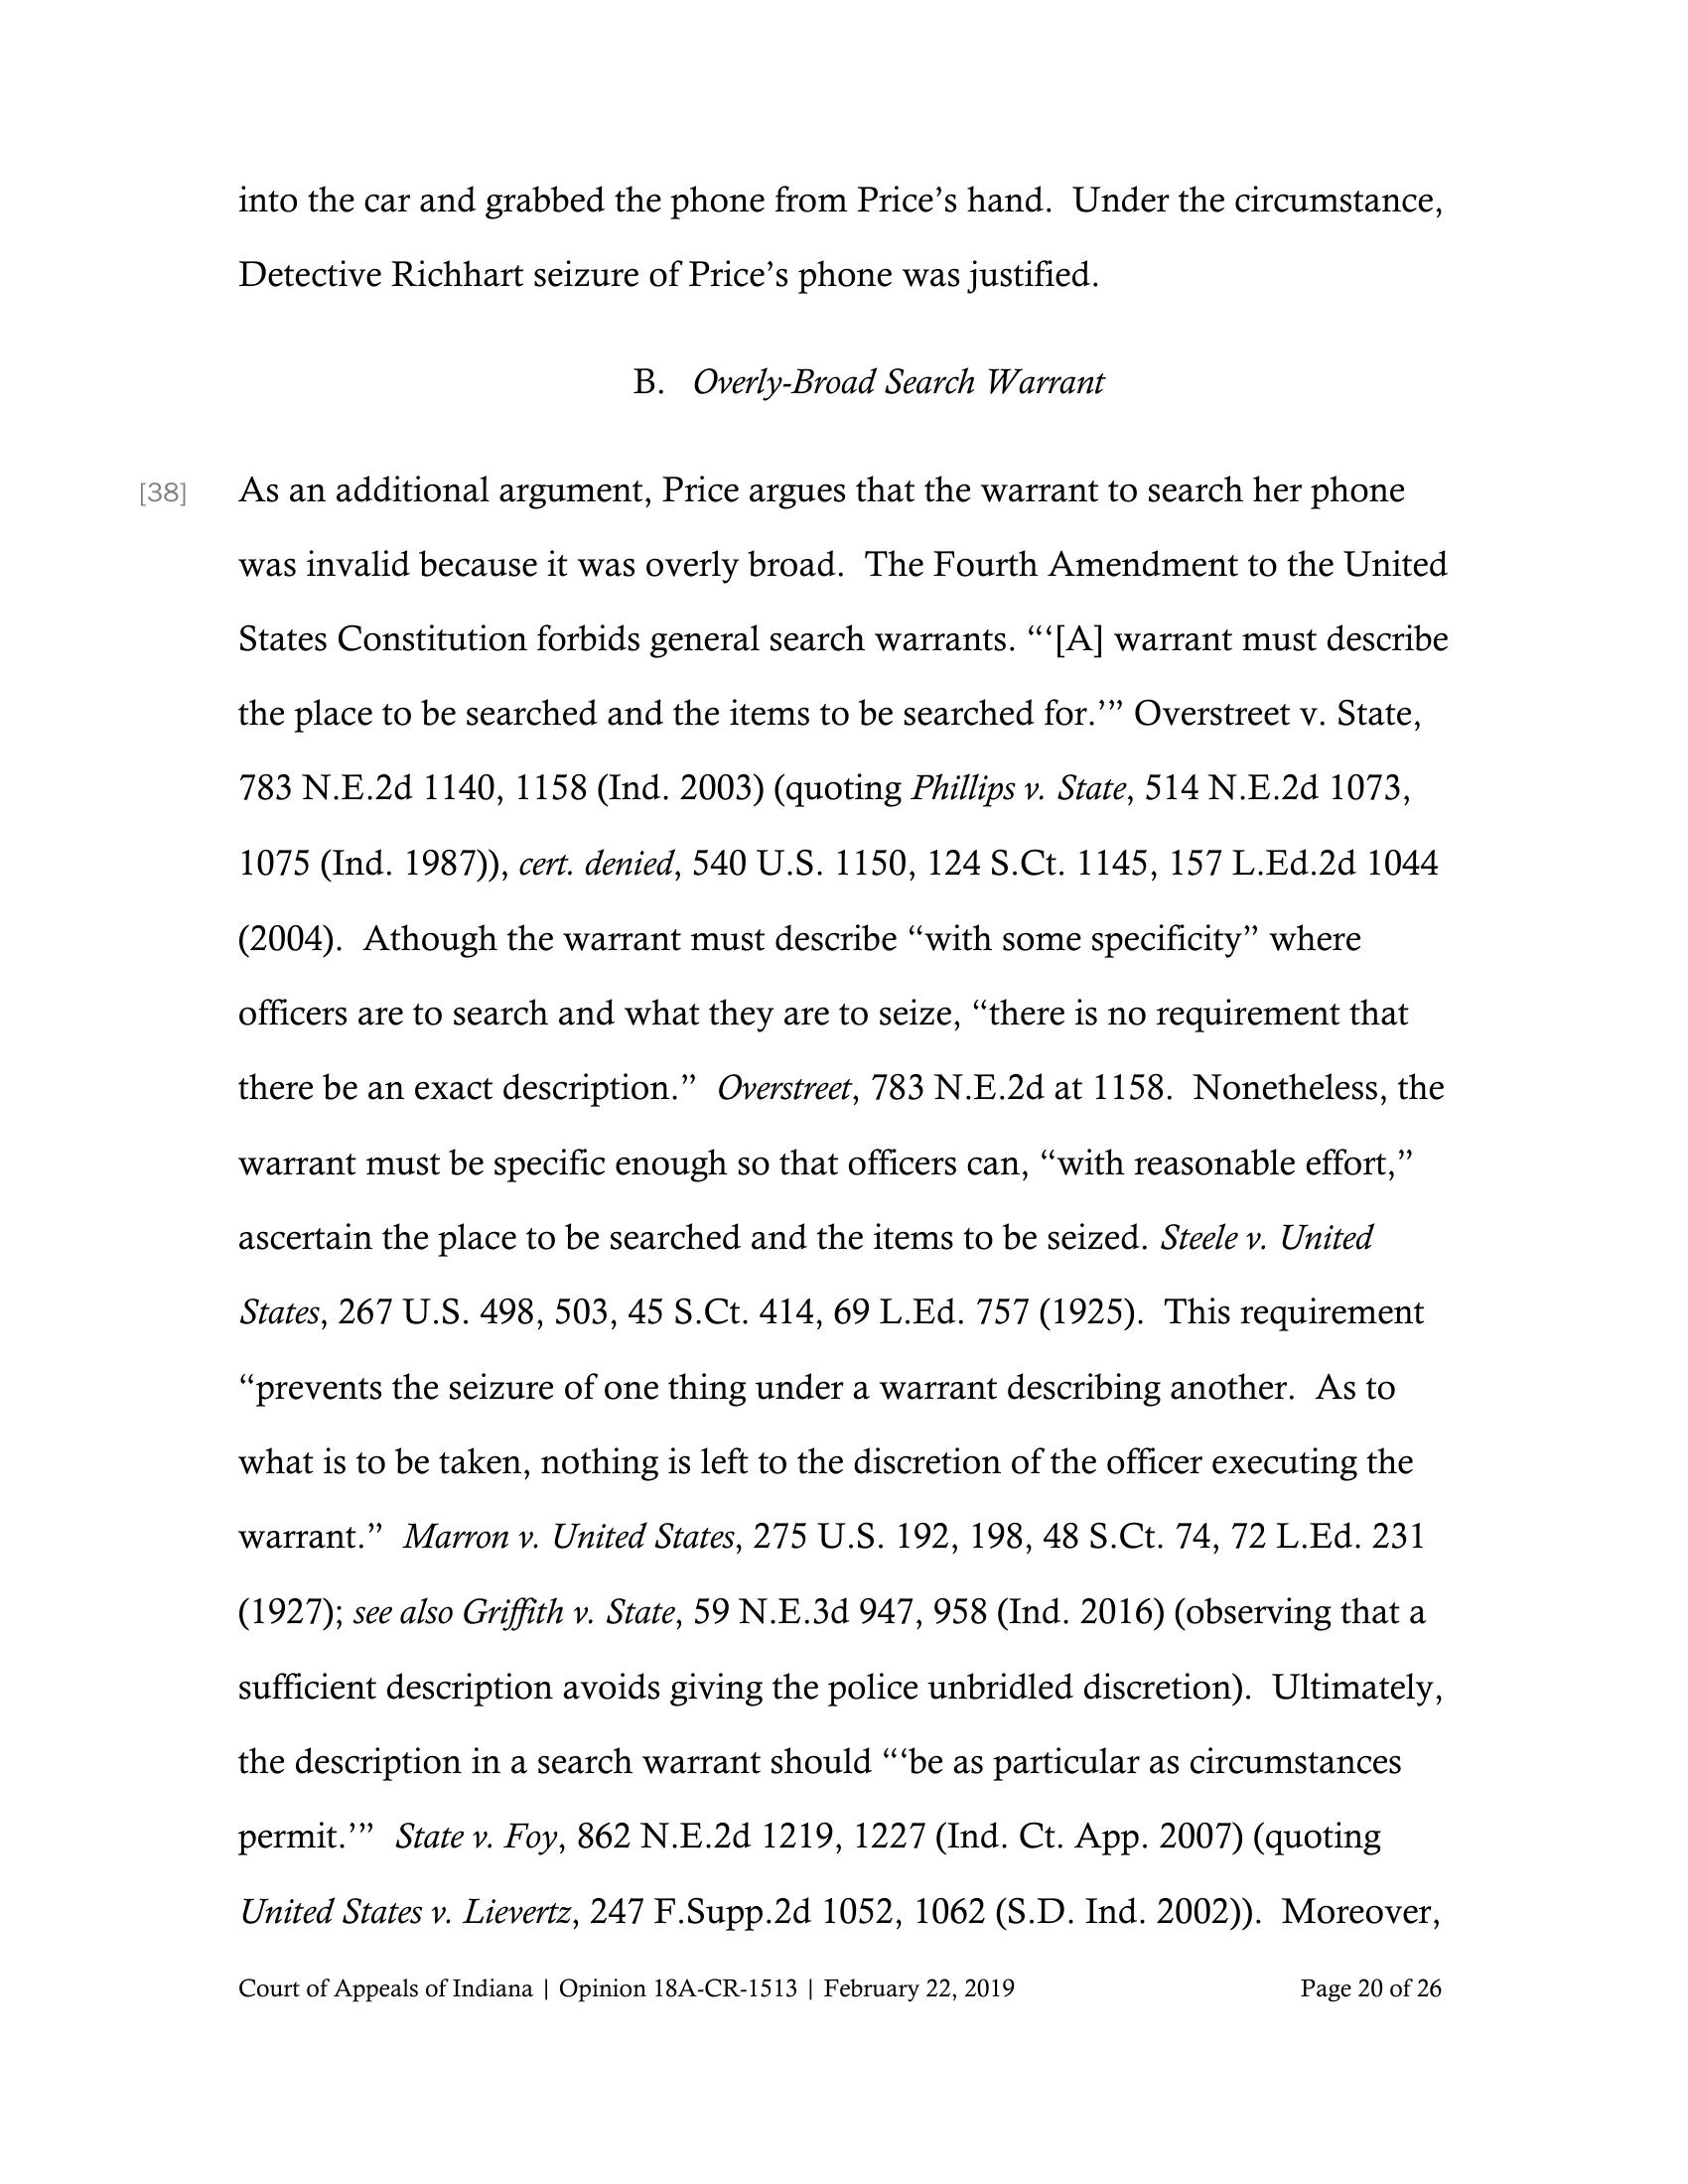 into the car and grabbed the phone from Price’s hand.  Under the circumstance,
Detective Richhart seizure of Price’s phone was justified.
B.   Overly-Broad Search Warrant
[38] As an additional argument, Price argues that the warrant to search her phone
was invalid because it was overly broad.  The Fourth Amendment to the United
States Constitution forbids general search warrants. “‘[A] warrant must describe
the place to be searched and the items to be searched for.’” Overstreet v. State,
783 N.E.2d 1140, 1158 (Ind. 2003) (quoting Phillips v. State, 514 N.E.2d 1073,
1075 (Ind. 1987)), cert. denied, 540 U.S. 1150, 124 S.Ct. 1145, 157 L.Ed.2d 1044
(2004).  Athough the warrant must describe “with some specificity” where
officers are to search and what they are to seize, “there is no requirement that
there be an exact description.”  Overstreet, 783 N.E.2d at 1158.  Nonetheless, the
warrant must be specific enough so that officers can, “with reasonable effort,”
ascertain the place to be searched and the items to be seized. Steele v. United
States, 267 U.S. 498, 503, 45 S.Ct. 414, 69 L.Ed. 757 (1925).  This requirement
“prevents the seizure of one thing under a warrant describing another.  As to
what is to be taken, nothing is left to the discretion of the officer executing the
warrant.”  Marron v. United States, 275 U.S. 192, 198, 48 S.Ct. 74, 72 L.Ed. 231
(1927); see also Griffith v. State, 59 N.E.3d 947, 958 (Ind. 2016) (observing that a
sufficient description avoids giving the police unbridled discretion).  Ultimately,
the description in a search warrant should “‘be as particular as circumstances
permit.’”  State v. Foy, 862 N.E.2d 1219, 1227 (Ind. Ct. App. 2007) (quoting
United States v. Lievertz, 247 F.Supp.2d 1052, 1062 (S.D. Ind. 2002)).  Moreover,
Court of Appeals of Indiana | Opinion 18A-CR-1513 | February 22, 2019 Page 20 of 26